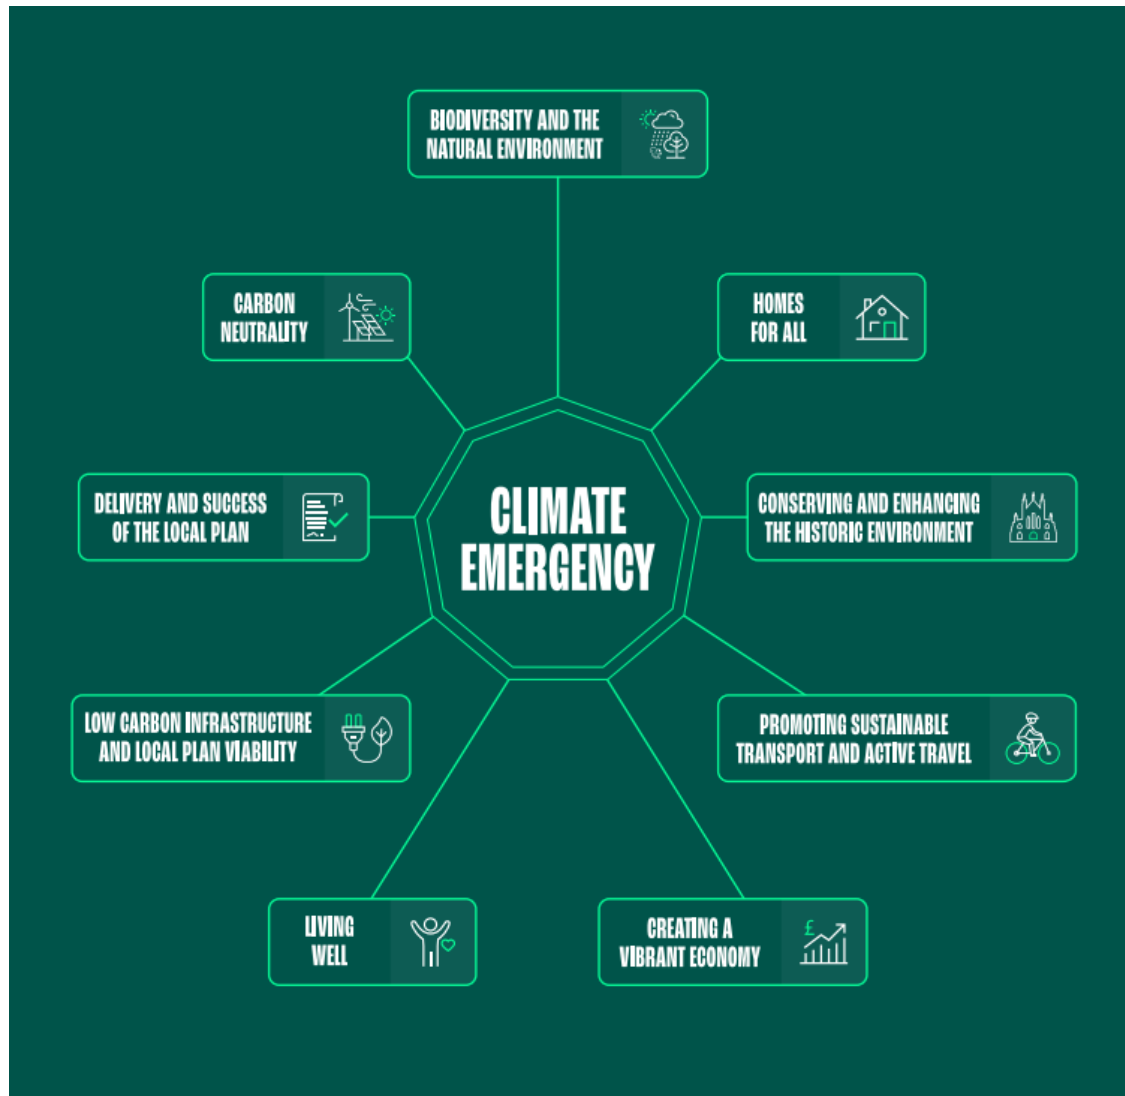 BIODIVERSITY AND THE
NATURAL ENVIRONMENT
CARBON
NEUTRALITY
HOMES
FOR ALL
DELIVERY AND SUCCESS
OF THE LOCAL PLAN
CLIMATE
EMERGENCY
CONSERVING AND ENHANCING
THE HISTORIC ENVIRONMENT
LOW CARBON INFRASTRUCTURE
AND LOCAL PLAN VIABILITY
PROMOTING SUSTAINABLE
TRANSPORT AND ACTIVE TRAVEL
LIVING
WELL
CREATING A
VIBRANT ECONOMY
£